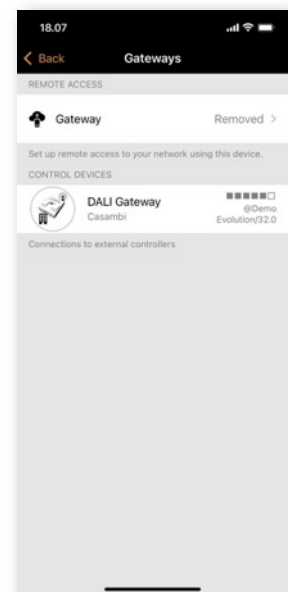 18.07
Back
Gateways
REMOTE ACCESS
Gateway
Removed
Set up remote access to your network using this device.
CONTROL DEVICES
DALI Gateway
Casambi
@Demo
Evolution/32.0
Connections to external controllers